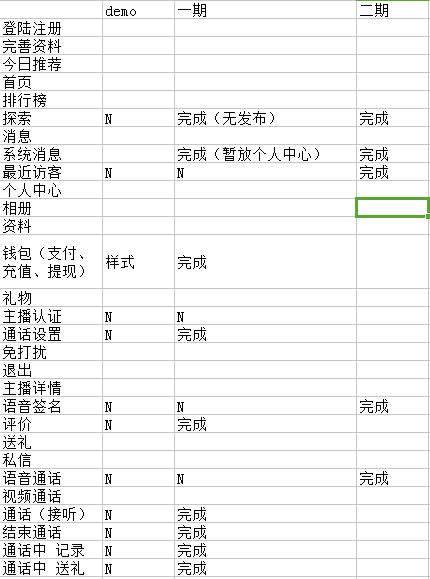 demo 一期 二期
登陆注册
完善资料
今日推荐
首页
排行榜
探索 N 完成（无发布） 完成
消息
系统消息 完成（暂放个人中心） 完成
最近访客 N N 完成
个人中心
相册
资料
钱包（支付、
充值、提现） 样式 完成
礼物
主播认证 N N
通话设置 N 完成
免打扰
退出
主播详情
语音签名 N N 完成
评价 N 完成
送礼
私信
语音通话 N N 完成
视频通话
通话（接听） N 完成
结束通话 N 完成
通话中 记录 N 完成
通话中 送礼 N 完成